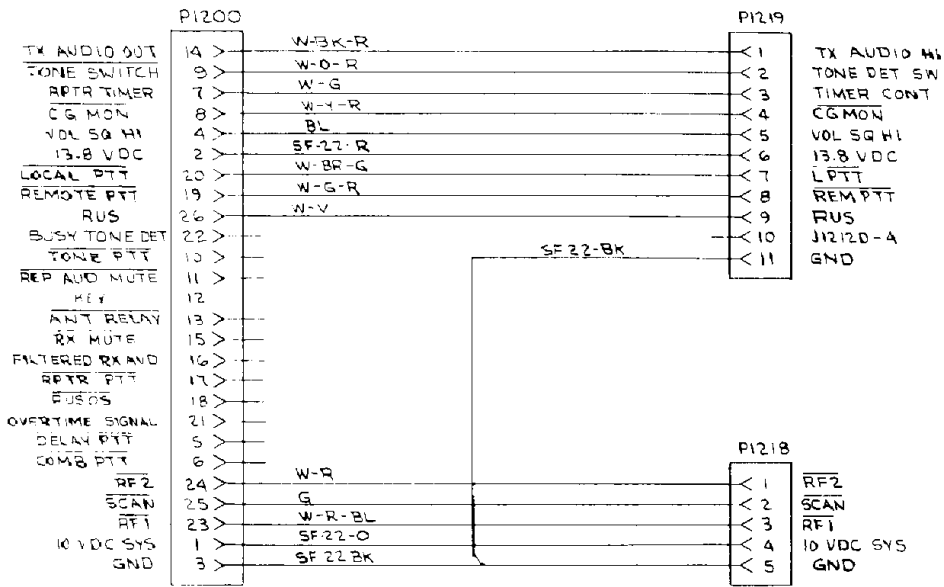 P1200 P1219
TX AUDIO OUT 14 W-BK-R 1 TX AUDIO HI
TONE SWITCH 9 W-O-R 2 TONE DET SW
RPTR TIMER 7 W-G 3 TIMER CONT
CG MON 8 W-Y-R 4 CGMON
VOL SQ HI 4 BL 5 VOL SQ HI
13.8 VDC 2 SF-22-R 6 13.8 VDC
LOCAL PTT 20 W-BR-G 7 LPTT
REMOTE PTT 19 W-G-R 8 REM PTT
RUS 26 W-V 9 RUS
BUSY TONE DET 22 10 J1212D-4
TONE PTT 10 SF22-BK 11 GND
REP AUD MUTE 11
KEY 12
ANT RELAY 13
RX MUTE 15
FILTERED RX AUD 16
RPTR PTT 17
FUSOS 18
OVERTIME SIGNAL 21
DELAY PTT 5
COMB PTT 6 P1218
RF2 24 W-R 1 RF2
SCAN 25 G 2 SCAN
RF1 23 W-R-BL 3 RF1
10 VDC SYS 1 SF-22-O 4 10 VDC SYS
GND 3 SF 22 BK 5 GND